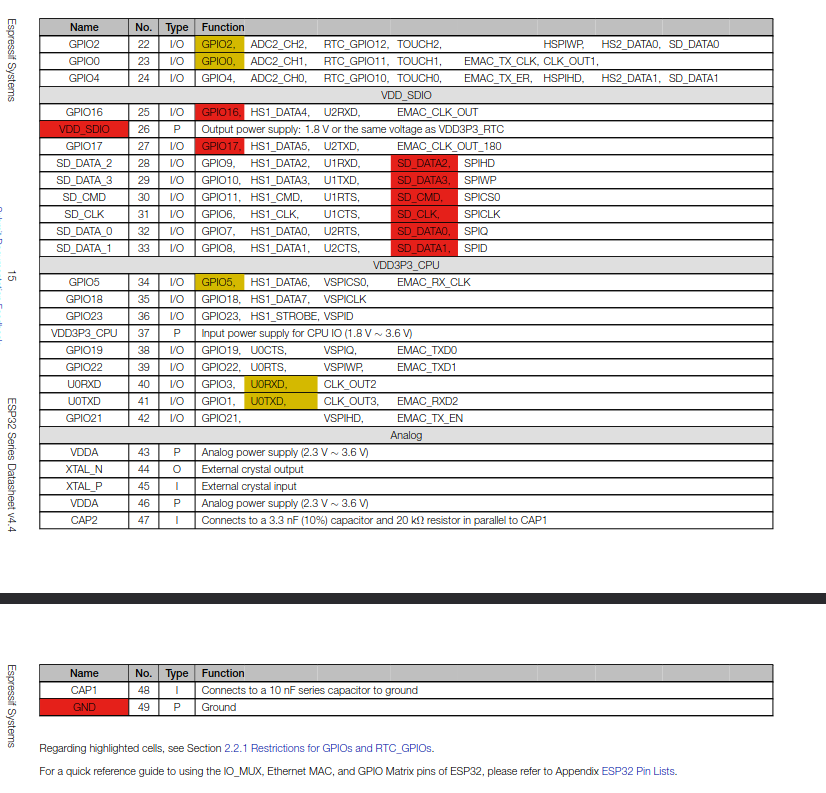 Espressif Systems
Name No. Type Function
GPIO2 22 I/O GPIO2, ADC2_CH2, RTC_GPIO12, TOUCH2, HSPIWP, HS2_DATA0, SD_DATA0
GPIO0 23 I/O GPIO0, ADC2_CH1, RTC_GPIO11, TOUCH1, EMAC_TX_CLK, CLK_OUT1,
GPIO4 24 I/O GPIO4, ADC2_CH0, RTC_GPIO10, TOUCH0, EMAC_TX_ER, HSPIHD, HS2_DATA1, SD_DATA1
VDD_SDIO
GPIO16 25 I/O GPIO16, HS1_DATA4, U2RXD, EMAC_CLK_OUT
VDD_SDIO 26 P Output power supply: 1.8 V or the same voltage as VDD3P3_RTC
GPIO17 27 I/O GPIO17, HS1_DATA5, U2TXD, EMAC_CLK_OUT_180
SD_DATA_2 28 I/O GPIO9, HS1_DATA2, U1RXD, SD_DATA2, SPIHD
SD_DATA_3 29 I/O GPIO10, HS1_DATA3, U1TXD, SD_DATA3, SPIWP
SD_CMD 30 I/O GPIO11, HS1_CMD, U1RTS, SD_CMD, SPICS0
SD_CLK 31 I/O GPIO6, HS1_CLK, U1CTS, SD_CLK, SPICLK
SD_DATA_0 32 I/O GPIO7, HS1_DATA0, U2RTS, SD_DATA0, SPIQ
SD_DATA_1 33 I/O GPIO8, HS1_DATA1, U2CTS, SD_DATA1, SPID
VDD3P3_CPU
GPIO5 34 I/O GPIO5, HS1_DATA6, VSPICS0, EMAC_RX_CLK
GPIO18 35 I/O GPIO18, HS1_DATA7, VSPICLK
GPIO23 36 I/O GPIO23, HS1_STROBE, VSPID
VDD3P3_CPU 37 P Input power supply for CPU IO (1.8 V ~ 3.6 V)
GPIO19 38 I/O GPIO19, U0CTS, VSPIQ, EMAC_TXD0
GPIO22 39 I/O GPIO22, U0RTS, VSPIWP, EMAC_TXD1
U0RXD 40 I/O GPIO3, U0RXD, CLK_OUT2
U0TXD 41 I/O GPIO1, U0TXD, CLK_OUT3, EMAC_RXD2
GPIO21 42 I/O GPIO21, VSPIHD, EMAC_TX_EN
Analog
VDDA 43 P Analog power supply (2.3 V ~ 3.6 V)
XTAL_N 44 O External crystal output
XTAL_P 45 I External crystal input
VDDA 46 P Analog power supply (2.3 V ~ 3.6 V)
CAP2 47 I Connects to a 3.3 nF (10%) capacitor and 20 kΩ resistor in parallel to CAP1
15
ESP32 Series Datasheet v4.4
Espressif Systems
Name No. Type Function
CAP1 48 I Connects to a 10 nF series capacitor to ground
GND 49 P Ground
Regarding highlighted cells, see Section 2.2.1 Restrictions for GPIOs and RTC_GPIOs.
For a quick reference guide to using the IO_MUX, Ethernet MAC, and GPIO Matrix pins of ESP32, please refer to Appendix ESP32 Pin Lists.